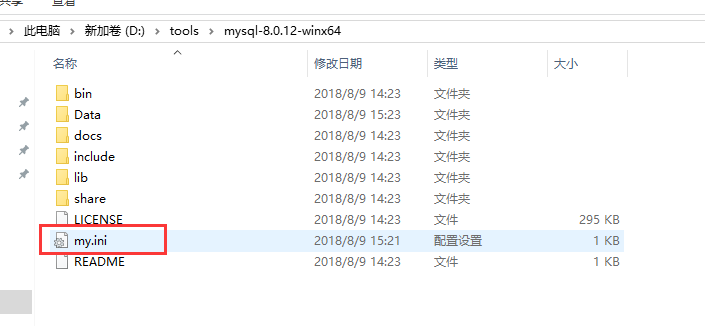 共享 查看
此电脑 > 新加卷 (D:) > tools > mysql-8.0.12-winx64
名称 修改日期 类型 大小
bin 2018/8/9 14:23 文件夹
Data 2018/8/9 15:23 文件夹
docs 2018/8/9 14:23 文件夹
include 2018/8/9 14:23 文件夹
lib 2018/8/9 14:23 文件夹
share 2018/8/9 14:23 文件夹
LICENSE 2018/8/9 14:23 文件 295 KB
my.ini 2018/8/9 15:21 配置设置 1 KB
README 2018/8/9 14:23 文件 1 KB